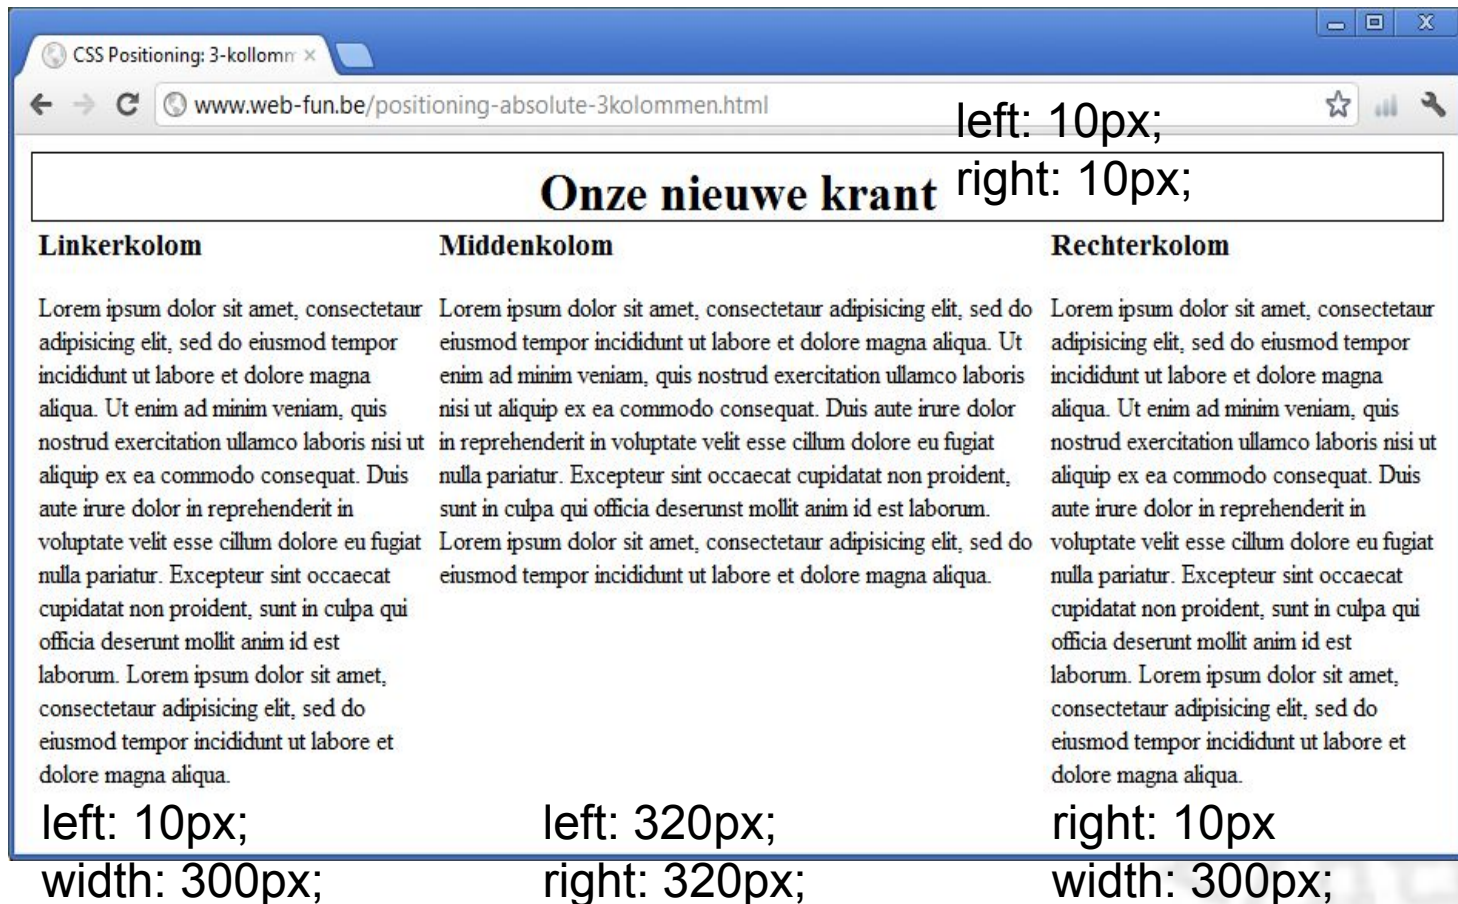 CSS Positioning: 3-kollomm
www.web-fun.be/positioning-absolute-3kolommen.html
left: 10px;
right: 10px;
Onze nieuwe krant
Linkerkolom
Lorem ipsum dolor sit amet, consectetaur
adipisicing elit, sed do eiusmod tempor
incididunt ut labore et dolore magna
aliqua. Ut enim ad minim veniam, quis
nostrud exercitation ullamco laboris nisi ut
aliquip ex ea commodo consequat. Duis
aute irure dolor in reprehenderit in
voluptate velit esse cillum dolore eu fugiat
nulla pariatur. Excepteur sint occaecat
cupidatat non proident, sunt in culpa qui
officia deserunt mollit anim id est
laborum. Lorem ipsum dolor sit amet,
consectetaur adipisicing elit, sed do
eiusmod tempor incididunt ut labore et
dolore magna aliqua.
left: 10px;
width: 300px;
Middenkolom
Lorem ipsum dolor sit amet, consectetaur adipisicing elit, sed do
eiusmod tempor incididunt ut labore et dolore magna aliqua. Ut
enim ad minim veniam, quis nostrud exercitation ullamco laboris
nisi ut aliquip ex ea commodo consequat. Duis aute irure dolor
in reprehenderit in voluptate velit esse cillum dolore eu fugiat
nulla pariatur. Excepteur sint occaecat cupidatat non proident,
sunt in culpa qui officia deserunst mollit anim id est laborum.
Lorem ipsum dolor sit amet, consectetaur adipisicing elit, sed do
eiusmod tempor incididunt ut labore et dolore magna aliqua.
left: 320px;
right: 320px;
Rechterkolom
Lorem ipsum dolor sit amet, consectetaur
adipisicing elit, sed do eiusmod tempor
incididunt ut labore et dolore magna
aliqua. Ut enim ad minim veniam, quis
nostrud exercitation ullamco laboris nisi ut
aliquip ex ea commodo consequat. Duis
aute irure dolor in reprehenderit in
voluptate velit esse cillum dolore eu fugiat
nulla pariatur. Excepteur sint occaecat
cupidatat non proident, sunt in culpa qui
officia deserunt mollit anim id est
laborum. Lorem ipsum dolor sit amet,
consectetaur adipisicing elit, sed do
eiusmod tempor incididunt ut labore et
dolore magna aliqua.
right: 10px
width: 300px;